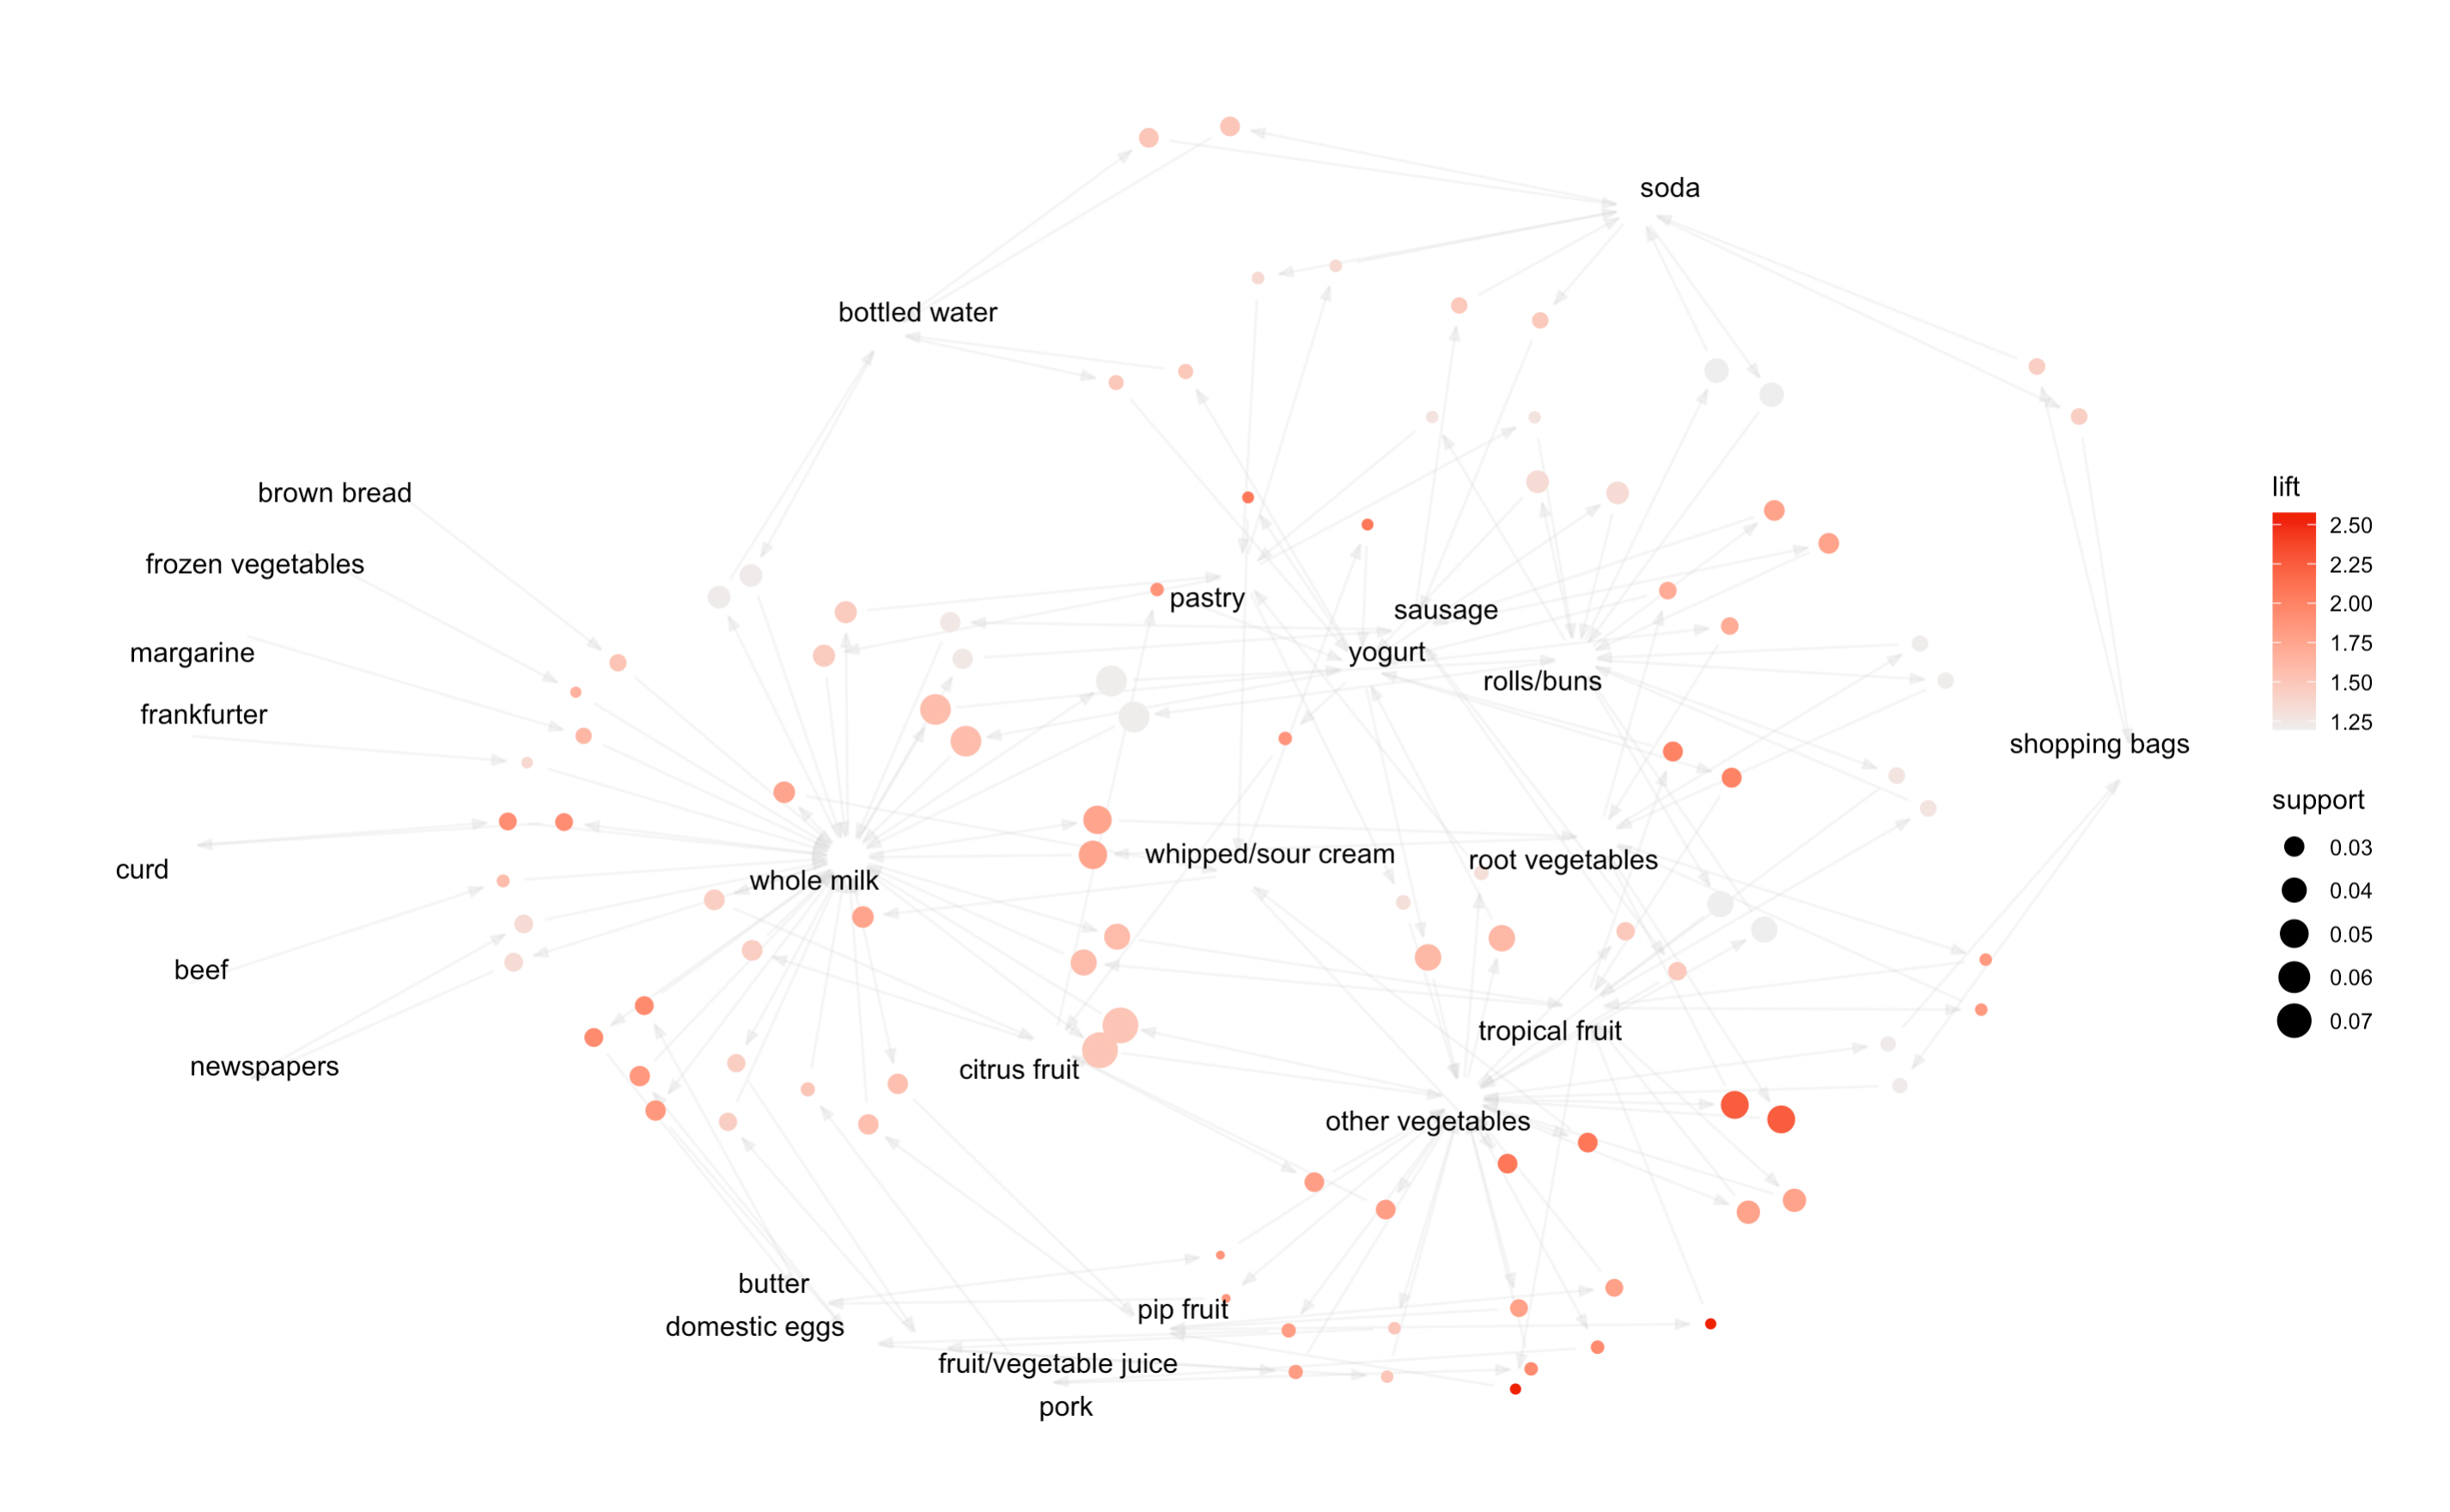 soda
bottled water
brown bread
frozen vegetables
margarine
frankfurter
curd
beef
newspapers
pastry
sausage
yogurt
rolls/buns
shopping bags
whole milk
whipped/sour cream
root vegetables
tropical fruit
citrus fruit
other vegetables
butter
domestic eggs
pip fruit
fruit/vegetable juice
pork
lift
2.50
2.25
2.00
1.75
1.50
1.25
support
0.03
0.04
0.05
0.06
0.07